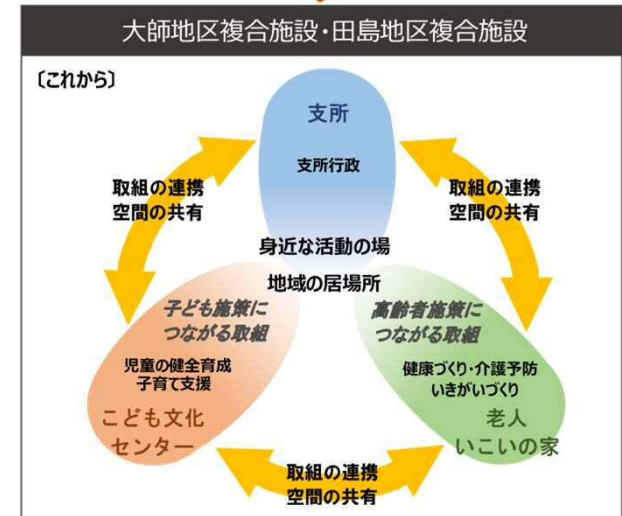 大師地区複合施設・田島地区複合施設
〔これから〕
支所
支所行政
取組の連携
空間の共有
取組の連携
空間の共有
身近な活動の場
地域の居場所
子ども施策に
つながる取組
高齢者施策に
つながる取組
児童の健全育成
子育て支援
健康づくり・介護予防
いきがいづくり
こども文化
センター
老人
いこいの家
取組の連携
空間の共有